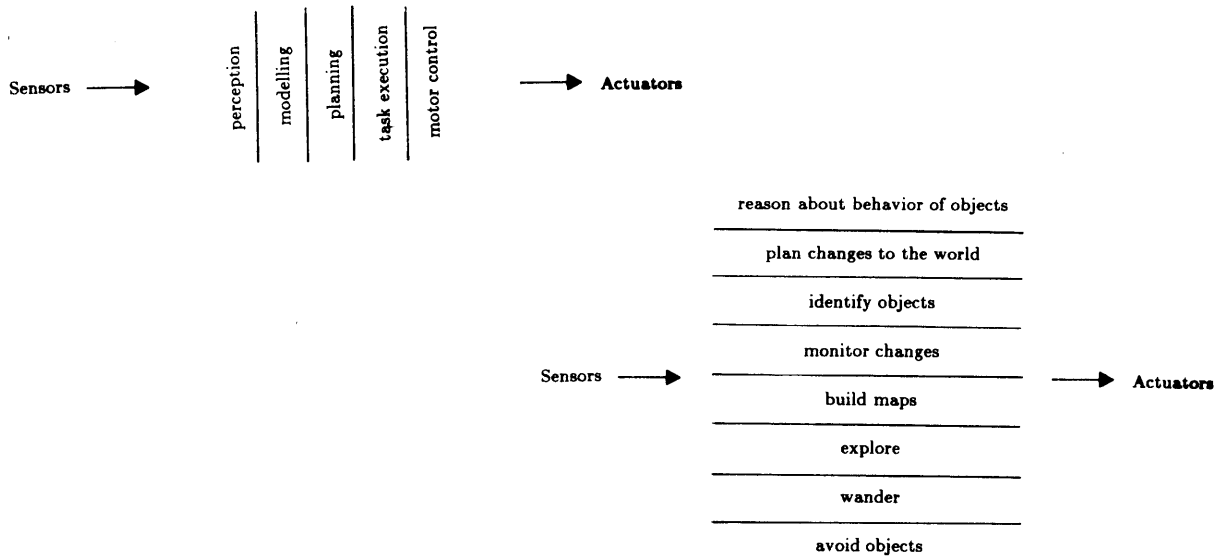 Sensors
perception
modelling
planning
task execution
motor control
Actuators
reason about behavior of objects
plan changes to the world
identify objects
monitor changes
Sensors
build maps
Actuators
explore
wander
avoid objects